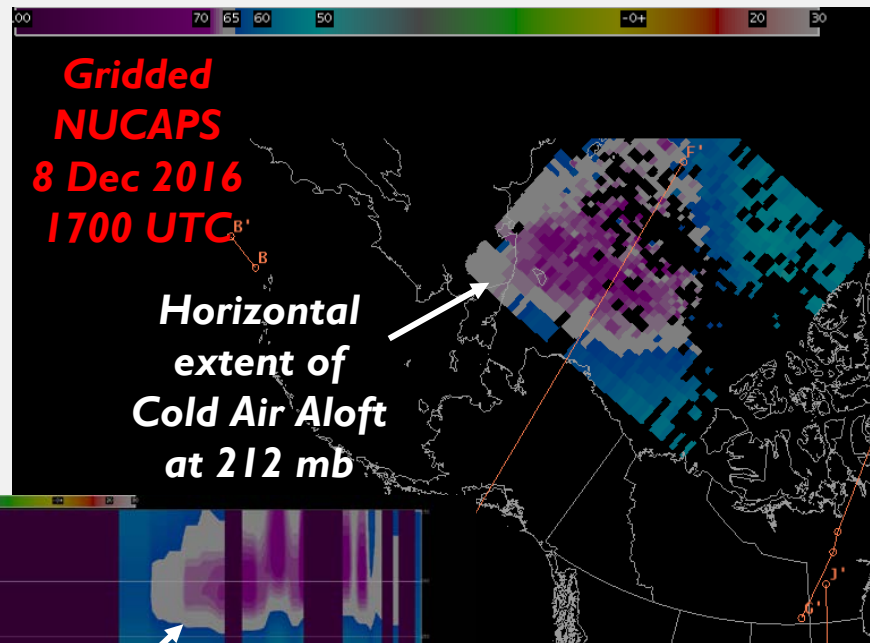 00 70 65 60 50 -0+ 20 30
Gridded
NUCAPS
8 Dec 2016
1700 UTC
B'
B
F'
Horizontal
extent of
Cold Air Aloft
at 212 mb
J'
G'